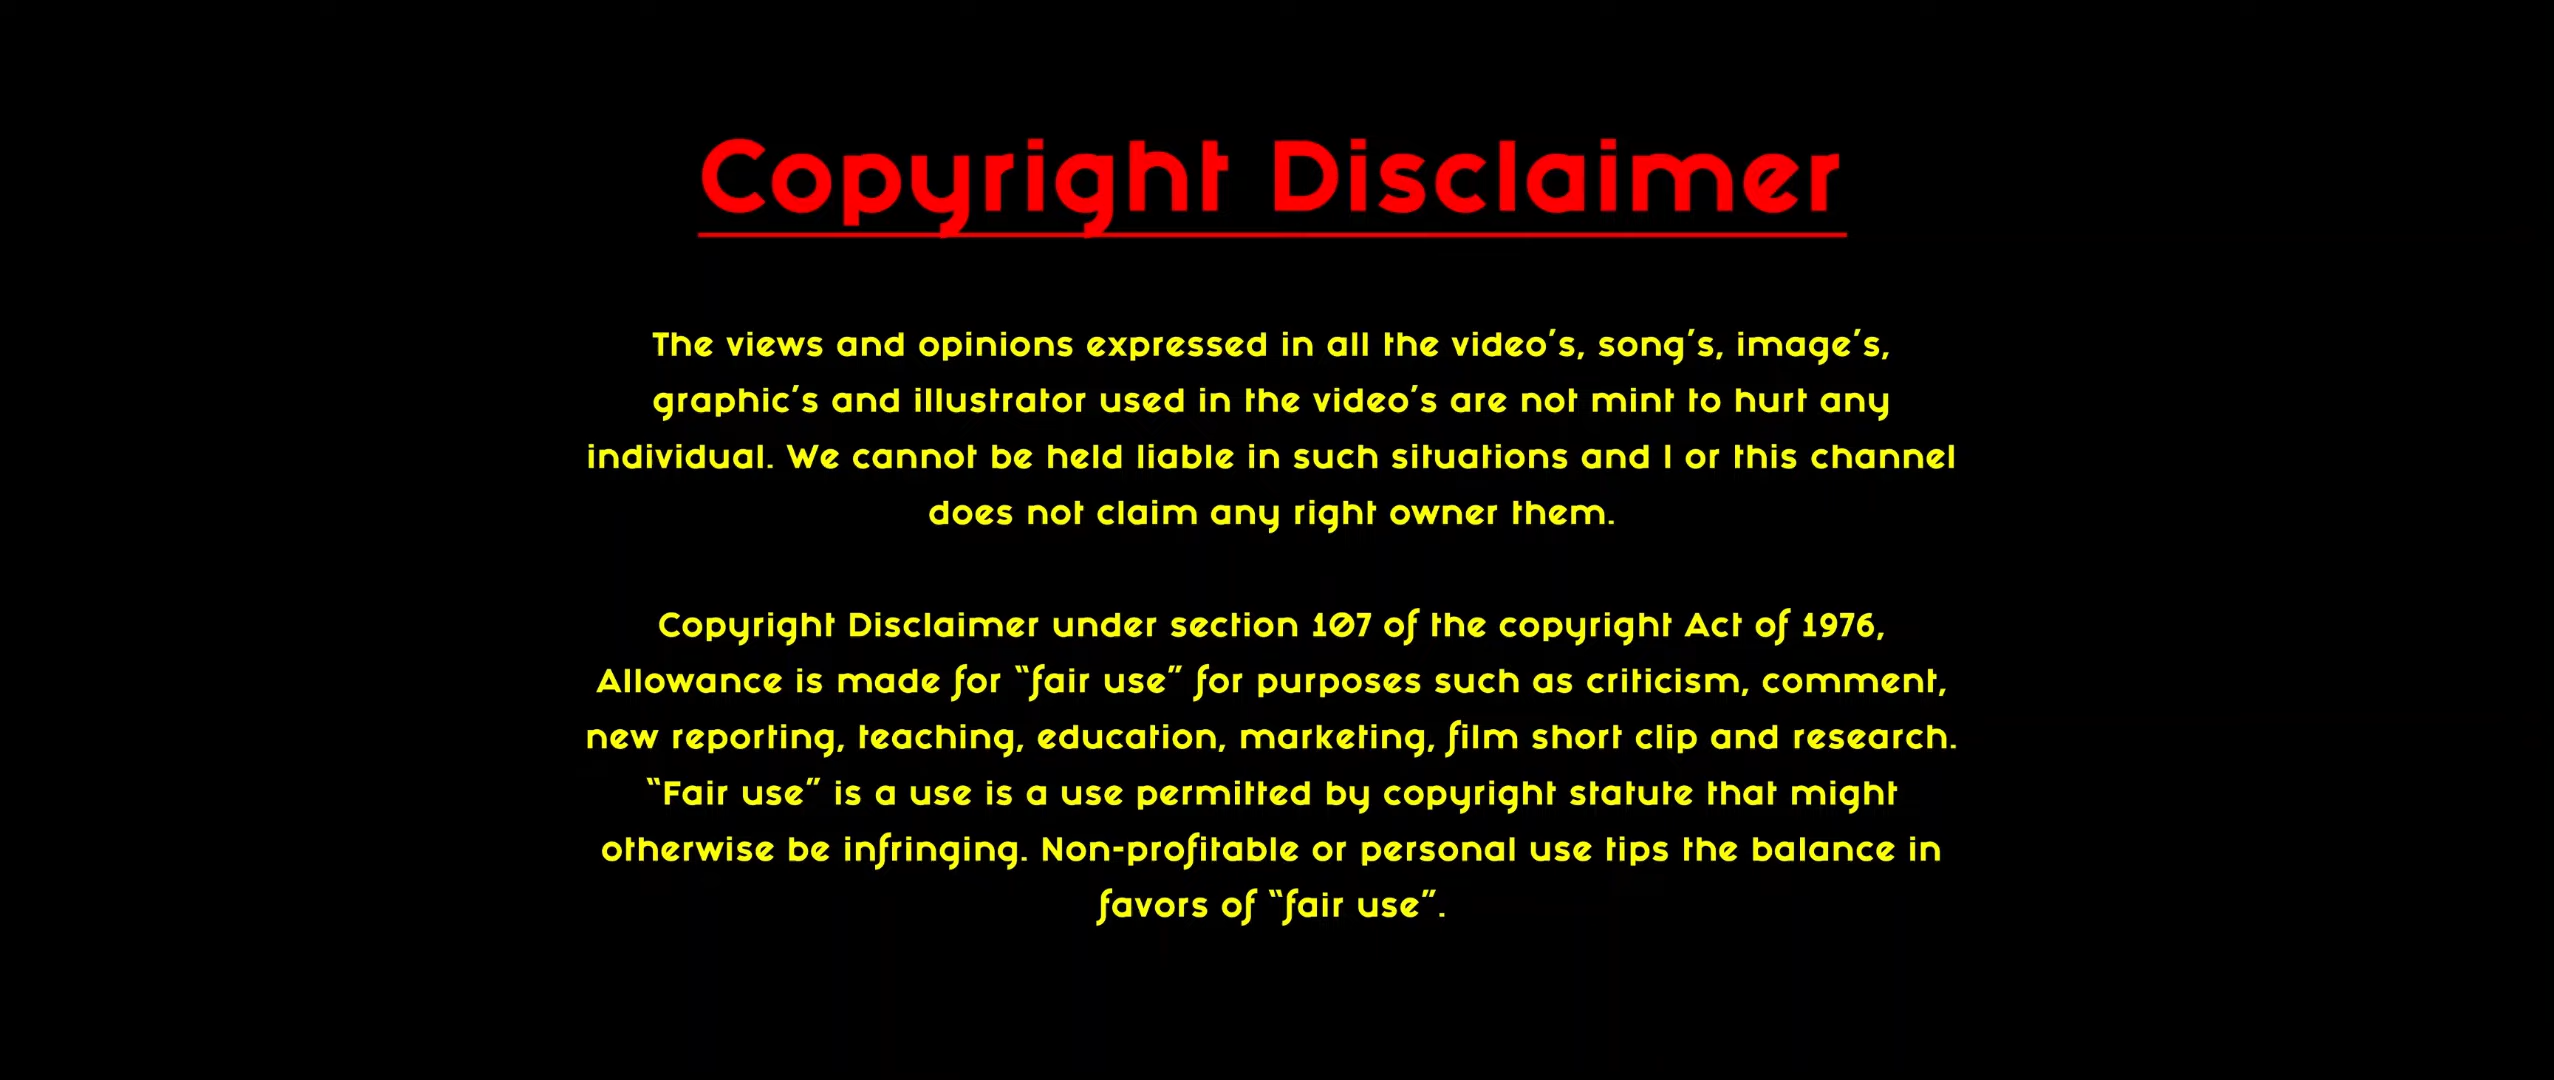 Copyright Disclaimer
The views and opinions expressed in all the video's, song's, image's,
graphic's and illustrator used in the video's are not mint to hurt any
individual. We cannot be held liable in such situations and I or this channel
does not claim any right owner them.
Copyright Disclaimer under section 107 of the copyright Act of 1976,
Allowance is made for “fair use” for purposes such as criticism, comment,
new reporting, teaching, education, marketing, film short clip and research.
“Fair use” is a use is a use permitted by copyright statute that might
otherwise be infringing. Non-profitable or personal use tips the balance in
favors of “fair use”.